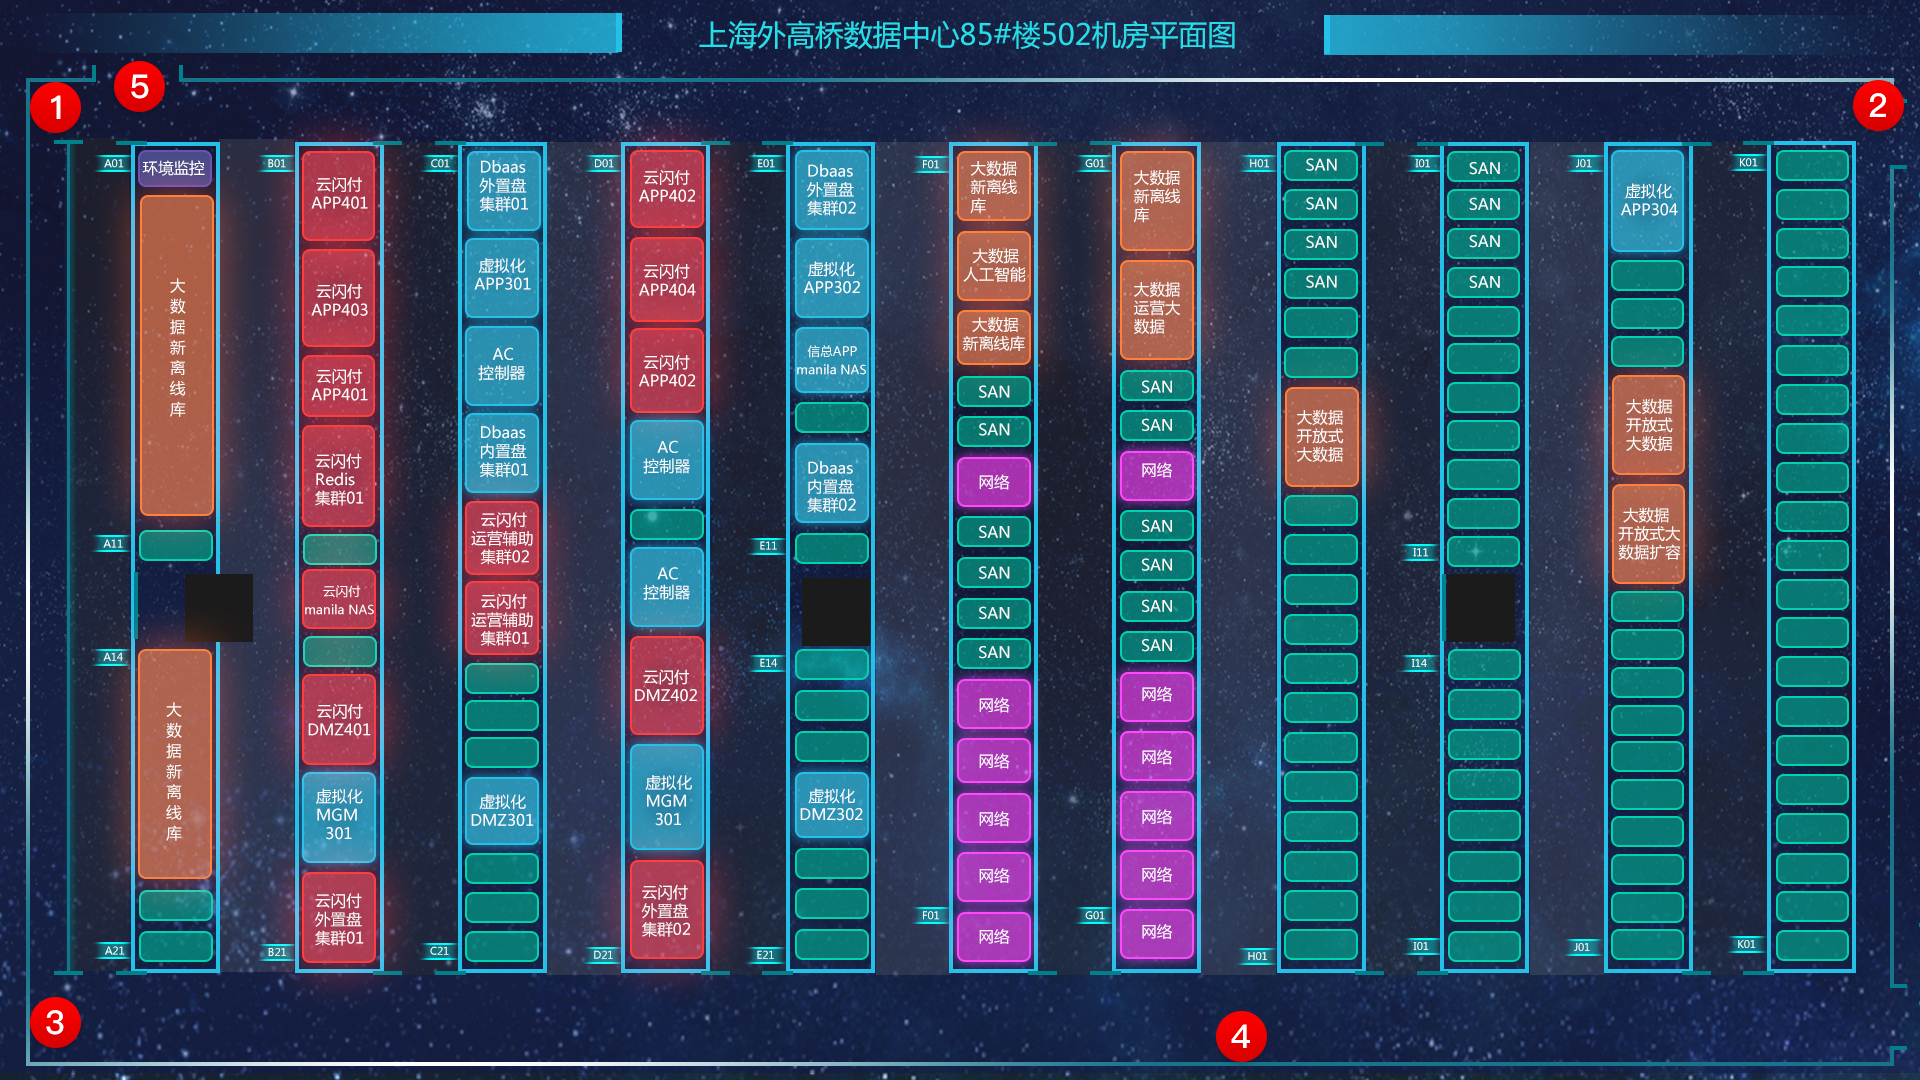 上海外高桥数据中心85#楼502机房平面图
5
1
2
A01
环境监控
大
数
据
新
离
线
库
A11
A14
大
数
据
新
离
线
库
A21
B01
云闪付
APP401
云闪付
APP403
云闪付
APP401
云闪付
Redis
集群01
云闪付
manila NAS
云闪付
DMZ401
虚拟化
MGM
301
云闪付
外置盘
集群01
B21
C01
Dbaas
外置盘
集群01
虚拟化
APP301
AC
控制器
Dbaas
内置盘
集群01
云闪付
运营辅助
集群02
云闪付
运营辅助
集群01
虚拟化
DMZ301
C21
D01
云闪付
APP402
云闪付
APP404
云闪付
APP402
AC
控制器
AC
控制器
云闪付
DMZ402
虚拟化
MGM
301
云闪付
外置盘
集群02
D21
E01
Dbaas
外置盘
集群02
虚拟化
APP302
信总APP
manila NAS
Dbaas
内置盘
集群02
E11
E14
虚拟化
DMZ302
E21
F01
大数据
新离线
库
大数据
人工智能
大数据
新离线库
SAN
SAN
网络
SAN
SAN
SAN
SAN
网络
网络
网络
网络
网络
F01
G01
大数据
新离线
库
大数据
运营大
数据
SAN
SAN
网络
SAN
SAN
SAN
SAN
网络
网络
网络
网络
网络
G01
H01
SAN
SAN
SAN
SAN
大数据
开放式
大数据
H01
I01
SAN
SAN
SAN
SAN
I11
I14
I01
J01
虚拟化
APP304
大数据
开放式
大数据
大数据
开放式大
数据扩容
J01
K01
K01
3
4